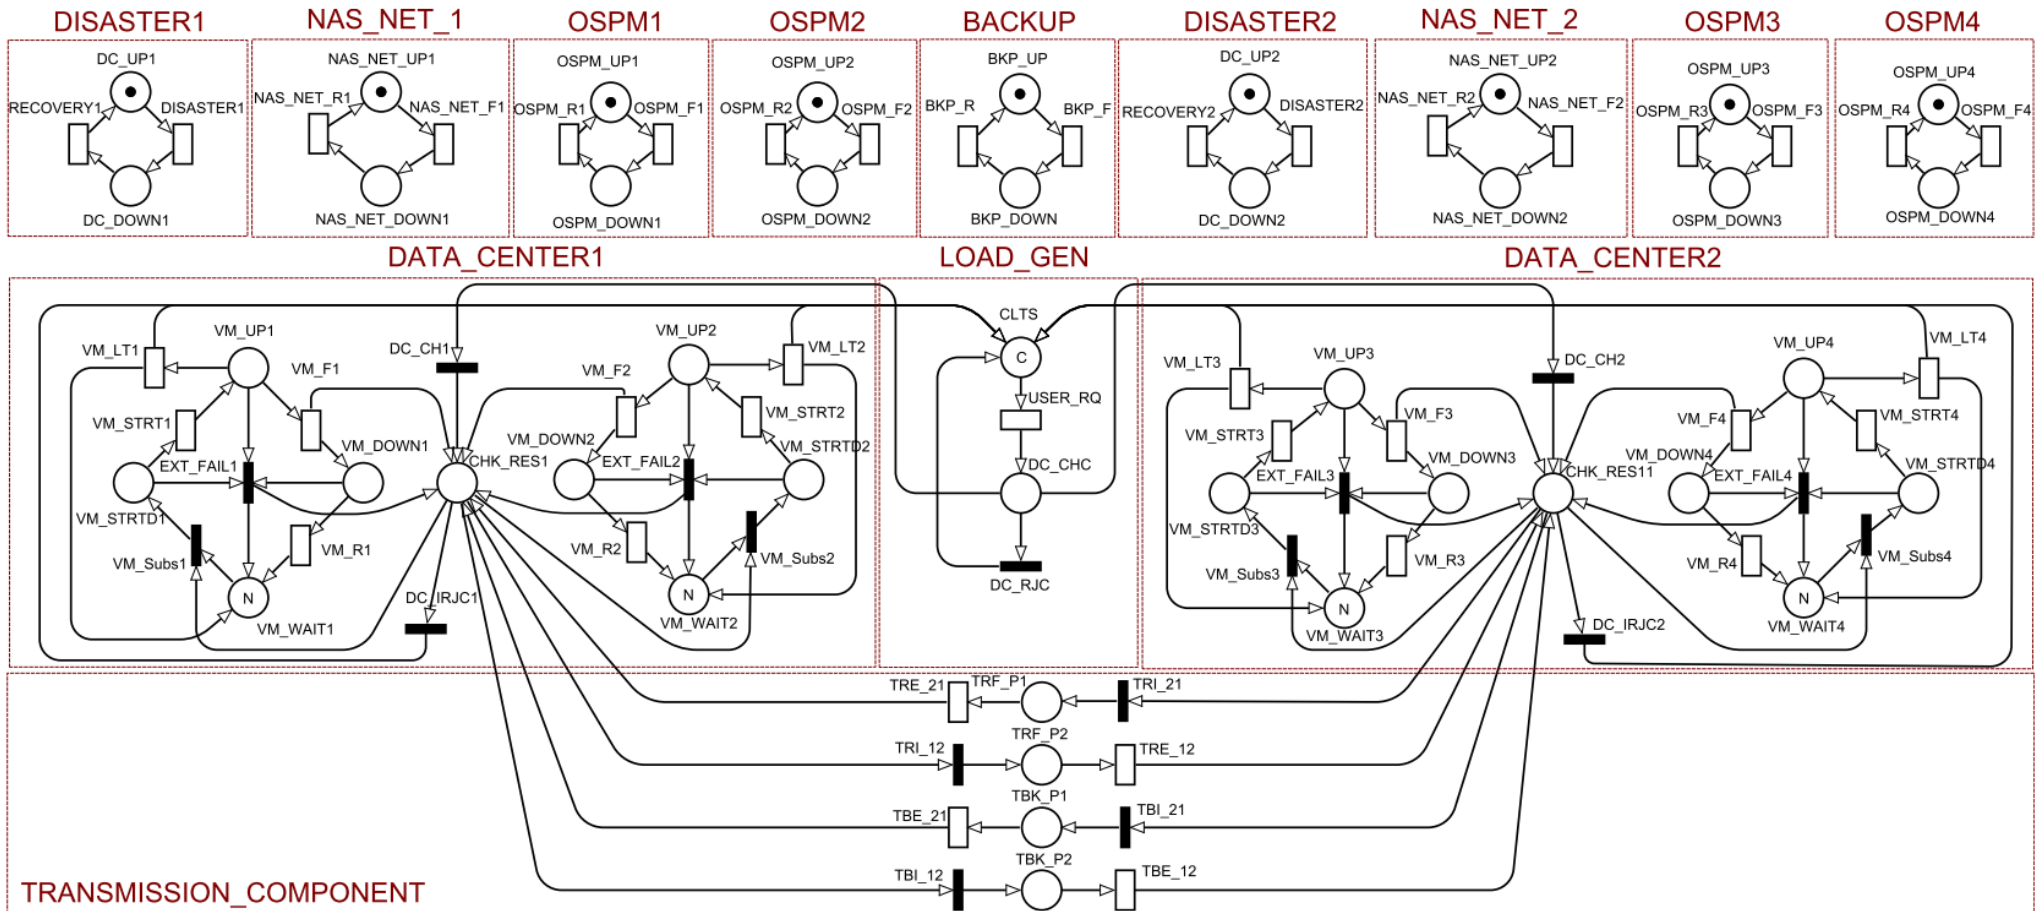 DISASTER1
NAS_NET_1
OSPM1
OSPM2
BACKUP
DISASTER2
NAS_NET_2
OSPM3
OSPM4
DC_UP1
RECOVERY1
DISASTER1
DC_DOWN1
NAS_NET_UP1
NAS_NET_R1
NAS_NET_F1
NAS_NET_DOWN1
OSPM_UP1
OSPM_R1
OSPM_F1
OSPM_DOWN1
OSPM_UP2
OSPM_R2
OSPM_F2
OSPM_DOWN2
BKP_UP
BKP_R
BKP_F
BKP_DOWN
DC_UP2
RECOVERY2
DISASTER2
DC_DOWN2
NAS_NET_UP2
NAS_NET_R2
NAS_NET_F2
NAS_NET_DOWN2
OSPM_UP3
OSPM_R3
OSPM_F3
OSPM_DOWN3
OSPM_UP4
OSPM_R4
OSPM_F4
OSPM_DOWN4
DATA_CENTER1
LOAD_GEN
DATA_CENTER2
VM_UP1
VM_LT1
VM_F1
VM_STRT1
VM_DOWN1
EXT_FAIL1
VM_STRTD1
VM_Subs1
VM_R1
N
VM_WAIT1
DC_CH1
CHK_RES1
DC_IRJC1
VM_UP2
VM_LT2
VM_F2
VM_STRT2
VM_DOWN2
VM_STRTD2
EXT_FAIL2
VM_R2
VM_Subs2
N
VM_WAIT2
CLTS
C
USER_RQ
DC_CHC
DC_RJC
VM_UP3
VM_LT3
VM_F3
VM_STRT3
VM_DOWN3
EXT_FAIL3
VM_STRTD3
VM_Subs3
VM_R3
N
VM_WAIT3
DC_CH2
CHK_RES11
DC_IRJC2
VM_UP4
VM_LT4
VM_F4
VM_STRT4
VM_DOWN4
VM_STRTD4
EXT_FAIL4
VM_R4
VM_Subs4
N
VM_WAIT4
TRE_21
TRF_P1
TRI_21
TRI_12
TRF_P2
TRE_12
TBE_21
TBK_P1
TBI_21
TBI_12
TBK_P2
TBE_12
TRANSMISSION_COMPONENT